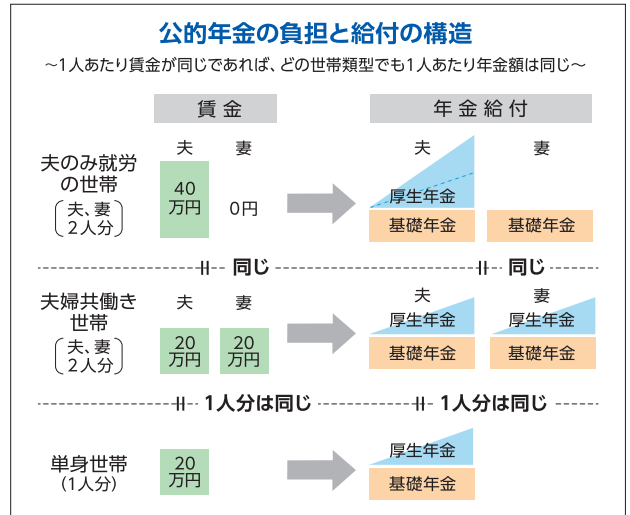 公的年金の負担と給付の構造
～1人あたり賃金が同じであれば、どの世帯類型でも1人あたり年金額は同じ～
賃金
年金給付
夫のみ就労
の世帯
夫、妻
2人分
夫
妻
40
万円
0円
夫
妻
厚生年金
基礎年金
基礎年金
同じ
同じ
夫婦共働き
世帯
夫、妻
2人分
夫
妻
20
万円
20
万円
夫
妻
厚生年金
厚生年金
基礎年金
基礎年金
1人分は同じ
1人分は同じ
単身世帯
(1人分)
20
万円
厚生年金
基礎年金